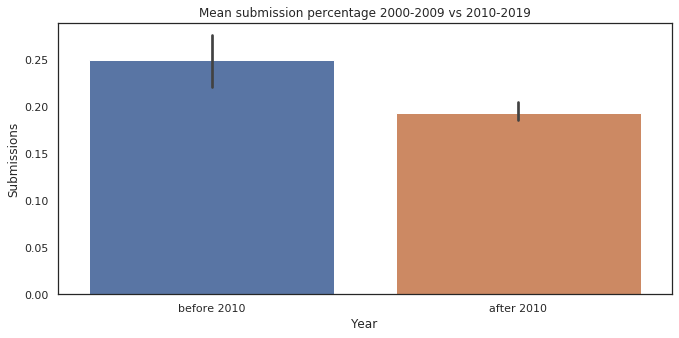 Mean submission percentage 2000-2009 vs 2010-2019
0.25
0.20
0.15
0.10
0.05
0.00
Submissions
before 2010
after 2010
Year